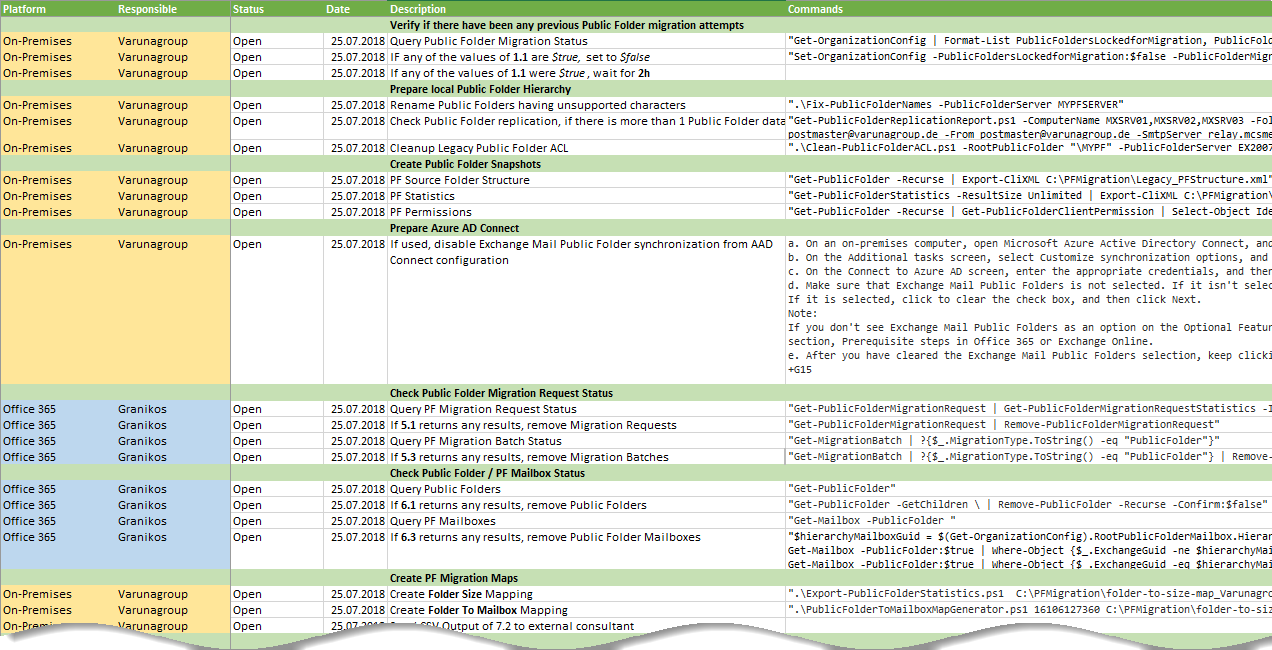 Platform Responsible Status Date Description Commands
Verify if there have been any previous Public Folder migration attempts
On-Premises Varunagroup Open 25.07.2018 Query Public Folder Migration Status "Get-OrganizationConfig | Format-List PublicFoldersLockedforMigration, PublicFold
On-Premises Varunagroup Open 25.07.2018 IF any of the values of 1.1 are $true, set to $false "Set-OrganizationConfig -PublicFoldersLockedforMigration:$false -PublicFolderMigr
On-Premises Varunagroup Open 25.07.2018 If any of the values of 1.1 were $true , wait for 2h
Prepare local Public Folder Hierarchy
On-Premises Varunagroup Open 25.07.2018 Rename Public Folders having unsupported characters ".\Fix-PublicFolderNames -PublicFolderServer MYPFSERVER"
On-Premises Varunagroup Open 25.07.2018 Check Public Folder replication, if there is more than 1 Public Folder data "Get-PublicFolderReplicationReport.ps1 -ComputerName MXSRV01,MXSRV02,MXSRV03 -Fol
postmaster@varunagroup.de -From postmaster@varunagroup.de -SmtpServer relay.mcsme
On-Premises Varunagroup Open 25.07.2018 Cleanup Legacy Public Folder ACL ".\Clean-PublicFolderACL.ps1 -RootPublicFolder "\MYPF" -PublicFolderServer EX2007
Create Public Folder Snapshots
On-Premises Varunagroup Open 25.07.2018 PF Source Folder Structure "Get-PublicFolder -Recurse | Export-CliXML C:\PFMigration\Legacy_PFStructure.xml"
On-Premises Varunagroup Open 25.07.2018 PF Statistics "Get-PublicFolderStatistics -ResultSize Unlimited | Export-CliXML C:\PFMigration\
On-Premises Varunagroup Open 25.07.2018 PF Permissions "Get-PublicFolder -Recurse | Get-PublicFolderClientPermission | Select-Object Ide
Prepare Azure AD Connect
On-Premises Varunagroup Open 25.07.2018 If used, disable Exchange Mail Public Folder synchronization from AAD
Connect configuration
a. On an on-premises computer, open Microsoft Azure Active Directory Connect, and
b. On the Additional tasks screen, select Customize synchronization options, and
c. On the Connect to Azure AD screen, enter the appropriate credentials, and then
d. Make sure that Exchange Mail Public Folders is not selected. If it isn't selec
If it is selected, click to clear the check box, and then click Next.
Note:
If you don't see Exchange Mail Public Folders as an option on the Optional Featur
section, Prerequisite steps in Office 365 or Exchange Online.
e. After you have cleared the Exchange Mail Public Folders selection, keep clicki
+G15
Check Public Folder Migration Request Status
Office 365 Granikos Open 25.07.2018 Query PF Migration Request Status "Get-PublicFolderMigrationRequest | Get-PublicFolderMigrationRequestStatistics -I
Office 365 Granikos Open 25.07.2018 If 5.1 returns any results, remove Migration Requests "Get-PublicFolderMigrationRequest | Remove-PublicFolderMigrationRequest"
Office 365 Granikos Open 25.07.2018 Query PF Migration Batch Status "Get-MigrationBatch | ?{$_.MigrationType.ToString() -eq "PublicFolder"}"
Office 365 Granikos Open 25.07.2018 If 5.3 returns any results, remove Migration Batches "Get-MigrationBatch | ?{$_.MigrationType.ToString() -eq "PublicFolder"} | Remove-
Check Public Folder / PF Mailbox Status
Office 365 Granikos Open 25.07.2018 Query Public Folders "Get-PublicFolder"
Office 365 Granikos Open 25.07.2018 If 6.1 returns any results, remove Public Folders "Get-PublicFolder -GetChildren \ | Remove-PublicFolder -Recurse -Confirm:$false"
Office 365 Granikos Open 25.07.2018 Query PF Mailboxes "Get-Mailbox -PublicFolder "
Office 365 Granikos Open 25.07.2018 If 6.3 returns any results, remove Public Folder Mailboxes "$hierarchyMailboxGuid = $(Get-OrganizationConfig).RootPublicFolderMailbox.Hierar
Get-Mailbox -PublicFolder:$true | Where-Object {$_.ExchangeGuid -ne $hierarchyMai
Get-Mailbox -PublicFolder:$true | Where-Object {$_.ExchangeGuid -eq $hierarchyMai
Create PF Migration Maps
On-Premises Varunagroup Open 25.07.2018 Create Folder Size Mapping ".\Export-PublicFolderStatistics.ps1 C:\PFMigration\folder-to-size-map_Varunagro
On-Premises Varunagroup Open 25.07.2018 Create Folder To Mailbox Mapping ".\PublicFolderToMailboxMapGenerator.ps1 16106127360 C:\PFMigration\folder-to-siz
On-Premises Varunagroup Open 25.07.2018 CSV Output of 7.2 to external consultant